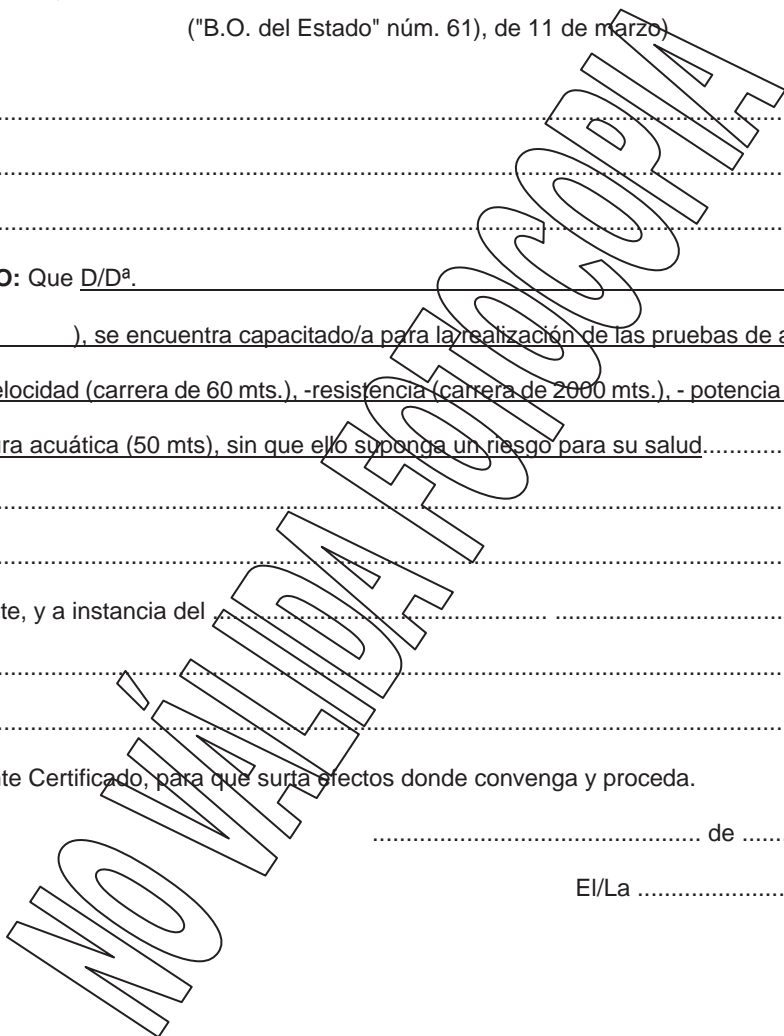 ("B.O. del Estado" núm. 61), de 11 de marzo)
O: Que D/Dª.
), se encuentra capacitado/a para la realización de las pruebas de a
elocidad (carrera de 60 mts.), -resistencia (carrera de 2000 mts.), - potencia
ura acuática (50 mts), sin que ello suponga un riesgo para su salud
te, y a instancia del
nte Certificado, para que surta efectos donde convenga y proceda.
de
El/La
NO VÁLIDA FOTOCOPIA